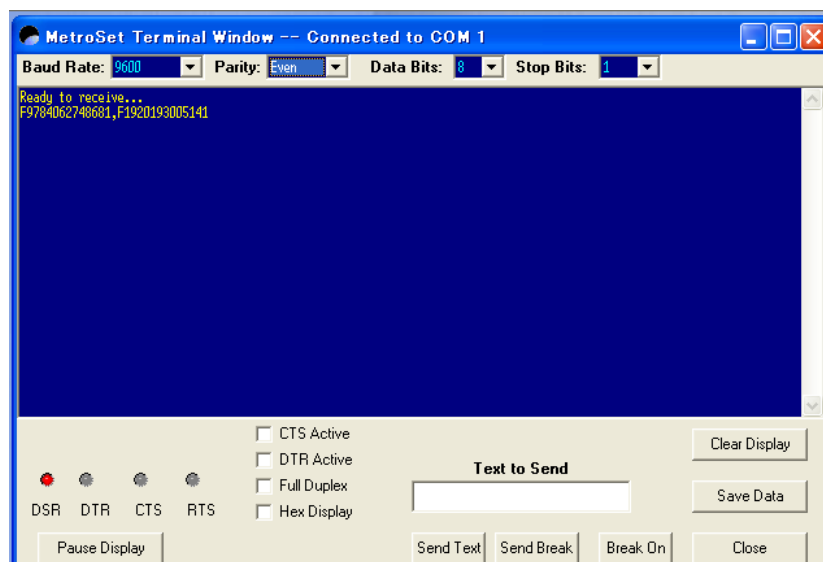 MetroSet Terminal Window -- Connected to COM 1
Baud Rate: 9600 Parity: Even Data Bits: 8 Stop Bits: 1
Ready to receive...
F9784062748681,F1920193005141
CTS Active
DTR Active
Full Duplex
Hex Display
DSR DTR CTS RTS
Pause Display
Text to Send
Send Text Send Break Break On
Clear Display
Save Data
Close